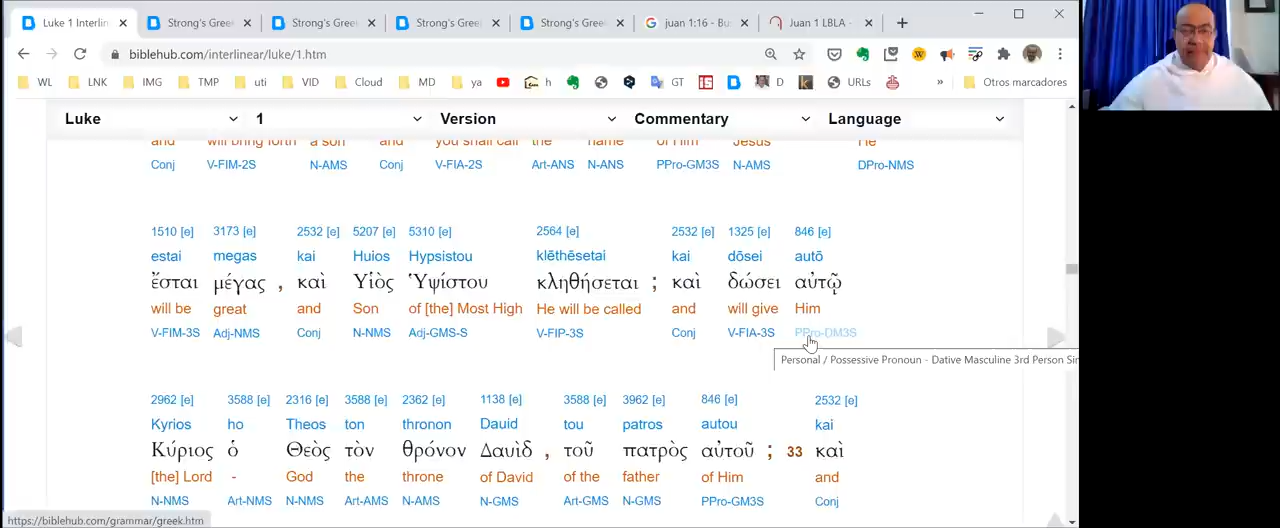 Luke 1 Interli
Strong's Greek
Strong's Greek
Strong's Greek
Strong's Greek
juan 1:16 - Bus
Juan 1 LBLA -
biblehub.com/interlinear/luke/1.htm
WL LNK IMG TMP uti VID Cloud MD ya h GT D URLs » Otros marcadores
Luke 1 Version Commentary Language
and will bring forth a son and you shall call the name of Him Jesus He
Conj V-FIM-2S N-AMS Conj V-FIA-2S Art-ANS N-ANS PPro-GM3S N-AMS DPro-NMS
1510 [e] 3173 [e] 2532 [e] 5207 [e] 5310 [e] 2564 [e] 2532 [e] 1325 [e] 846 [e]
estai megas kai Huios Hypsistou klēthēsetai kai dōsei autō
ἔσται μέγας , καὶ Υἱὸς Ὑψίστου κληθήσεται ; καὶ δώσει αὐτῷ
will be great and Son of [the] Most High He will be called and will give Him
V-FIM-3S Adj-NMS Conj N-NMS Adj-GMS-S V-FIP-3S Conj V-FIA-3S PPro-DM3S
Personal / Possessive Pronoun - Dative Masculine 3rd Person Sin
2962 [e] 3588 [e] 2316 [e] 3588 [e] 2362 [e] 1138 [e] 3588 [e] 3962 [e] 846 [e] 2532 [e]
Kyrios ho Theos ton thronon Dauid tou patros autou kai
Κύριος ὁ Θεὸς τὸν θρόνον Δαυὶδ , τοῦ πατρὸς αὐτοῦ ; 33 καὶ
[the] Lord - God the throne of David of the father of Him and
N-NMS Art-NMS N-NMS Art-AMS N-AMS N-GMS Art-GMS N-GMS PPro-GM3S Conj
https://biblehub.com/grammar/greek.htm